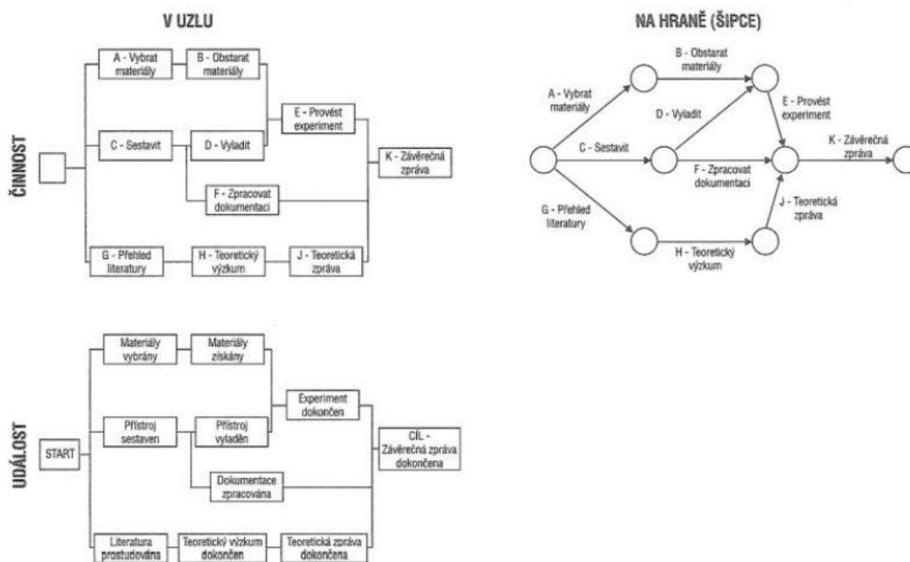 V UZLU
NA HRANĚ (ŠIPCE)
ČINNOST
A - Vybrat
materiály
B - Obstarat
materiály
C - Sestavit
D - Vyladit
E - Provést
experiment
F - Zpracovat
dokumentaci
G - Přehled
literatury
H - Teoretický
výzkum
J - Teoretická
zpráva
K - Závěrečná
zpráva
B - Obstarat
materiály
A - Vybrat
materiály
D - Vyladit
E - Provést
experiment
C - Sestavit
K - Závěrečná
zpráva
F - Zpracovat
dokumentaci
G - Přehled
literatury
J - Teoretická
zpráva
H - Teoretický
výzkum
UDÁLOST
START
Materiály
vybrány
Materiály
získány
Přístroj
sestaven
Přístroj
vyladěn
Experiment
dokončen
Dokumentace
zpracována
CÍL -
Závěrečná zpráva
dokončena
Literatura
prostudována
Teoretický výzkum
dokončen
Teoretická zpráva
dokončena